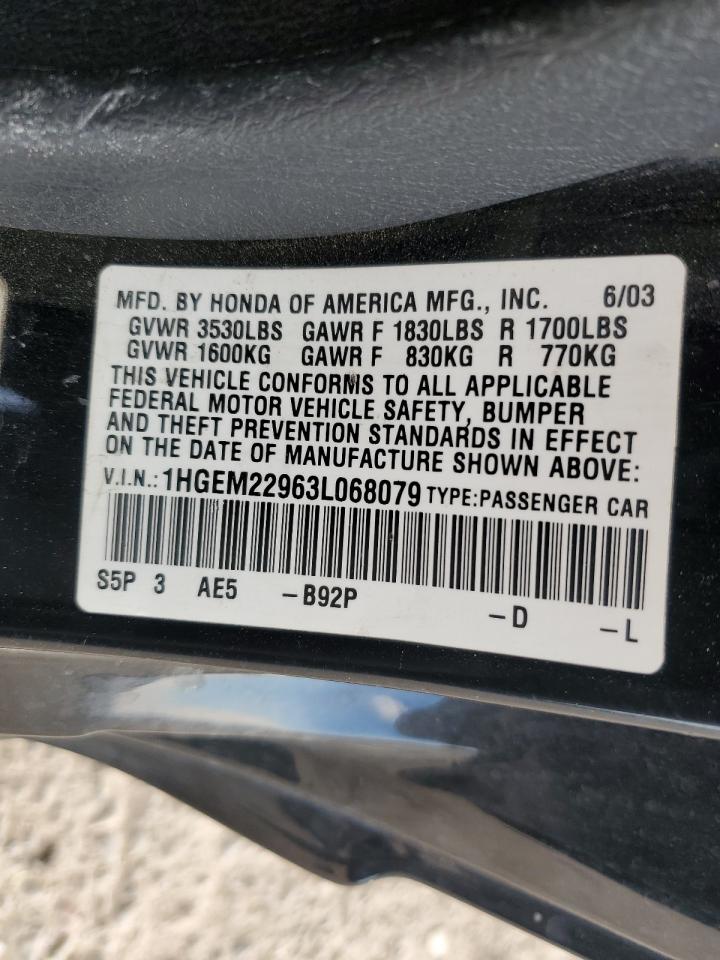 MFD. BY HONDA OF AMERICA MFG., INC. 6/03
GVWR 3530LBS GAWR F 1830LBS R 1700LBS
GVWR 1600KG GAWR F 830KG R 770KG
THIS VEHICLE CONFORMS TO ALL APPLICABLE
FEDERAL MOTOR VEHICLE SAFETY, BUMPER
AND THEFT PREVENTION STANDARDS IN EFFECT
ON THE DATE OF MANUFACTURE SHOWN ABOVE:
V.I.N.: 1HGEM22963L068079 TYPE:PASSENGER CAR
S5P 3 AE5 -B92P -D -L